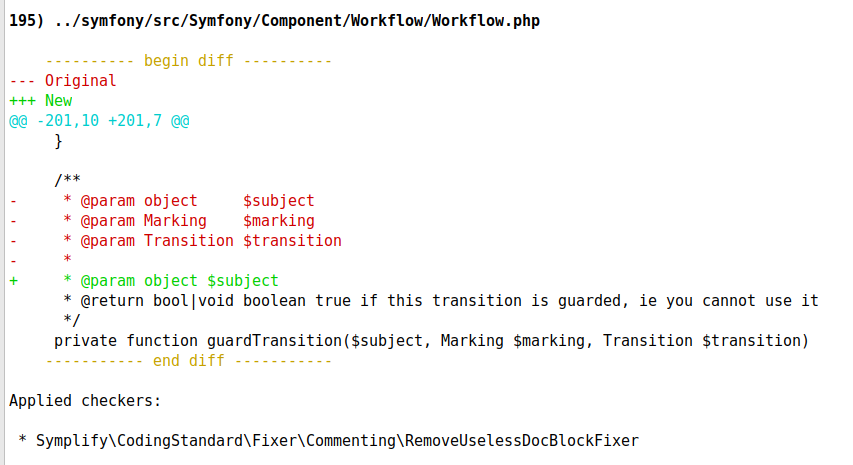 195) ../symfony/src/Symfony/Component/Workflow/Workflow.php
---------- begin diff ----------
--- Original
+++ New
@@ -201,10 +201,7 @@
     }
     /**
-     * @param object     $subject
-     * @param Marking    $marking
-     * @param Transition $transition
-     *
+     * @param object $subject
      * @return bool|void boolean true if this transition is guarded, ie you cannot use it
      */
     private function guardTransition($subject, Marking $marking, Transition $transition)
----------- end diff -----------
Applied checkers:
 * Symplify\CodingStandard\Fixer\Commenting\RemoveUselessDocBlockFixer